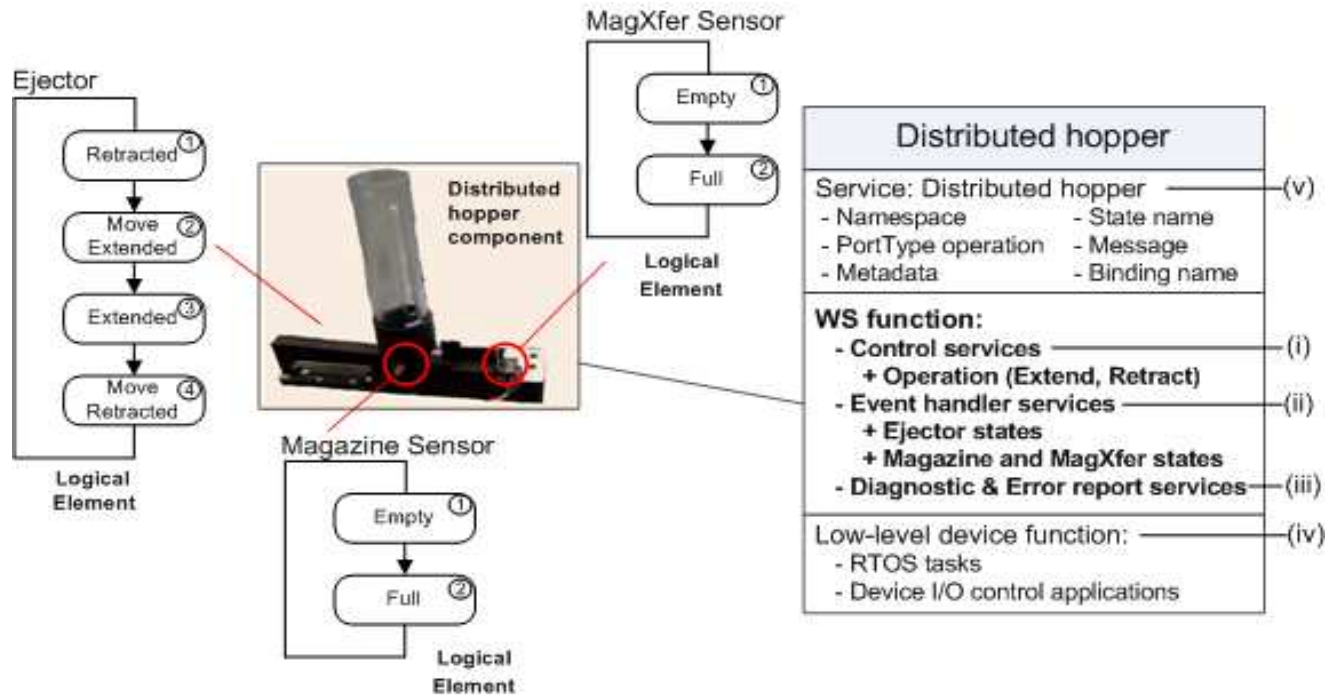 MagXfer Sensor
Empty 1
Full 2
Logical
Element
Ejector
Retracted 1
Move
Extended 2
Extended 3
Move
Retracted 4
Logical
Element
Distributed
hopper
component
Magazine Sensor
Empty 1
Full 2
Logical
Element
Distributed hopper
Service: Distributed hopper (v)
- Namespace - State name
- PortType operation - Message
- Metadata - Binding name
WS function:
- Control services (i)
+ Operation (Extend, Retract)
- Event handler services (ii)
+ Ejector states
+ Magazine and MagXfer states
- Diagnostic & Error report services (iii)
Low-level device function: (iv)
- RTOS tasks
- Device I/O control applications